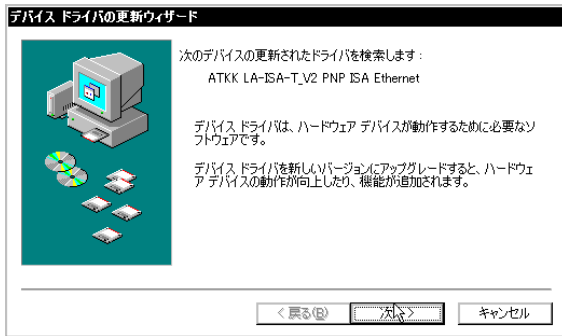 デバイス ドライバの更新ウィザード
次のデバイスの更新されたドライバを検索します :
ATKK LA-ISA-T_V2 PNP ISA Ethernet
デバイス ドライバは、ハードウェア デバイスが動作するために必要なソ
フトウェアです。
デバイス ドライバを新しいバージョンにアップグレードすると、ハードウェ
ア デバイスの動作が向上したり、機能が追加されます。
< 戻る(B)
次へ >
キャンセル